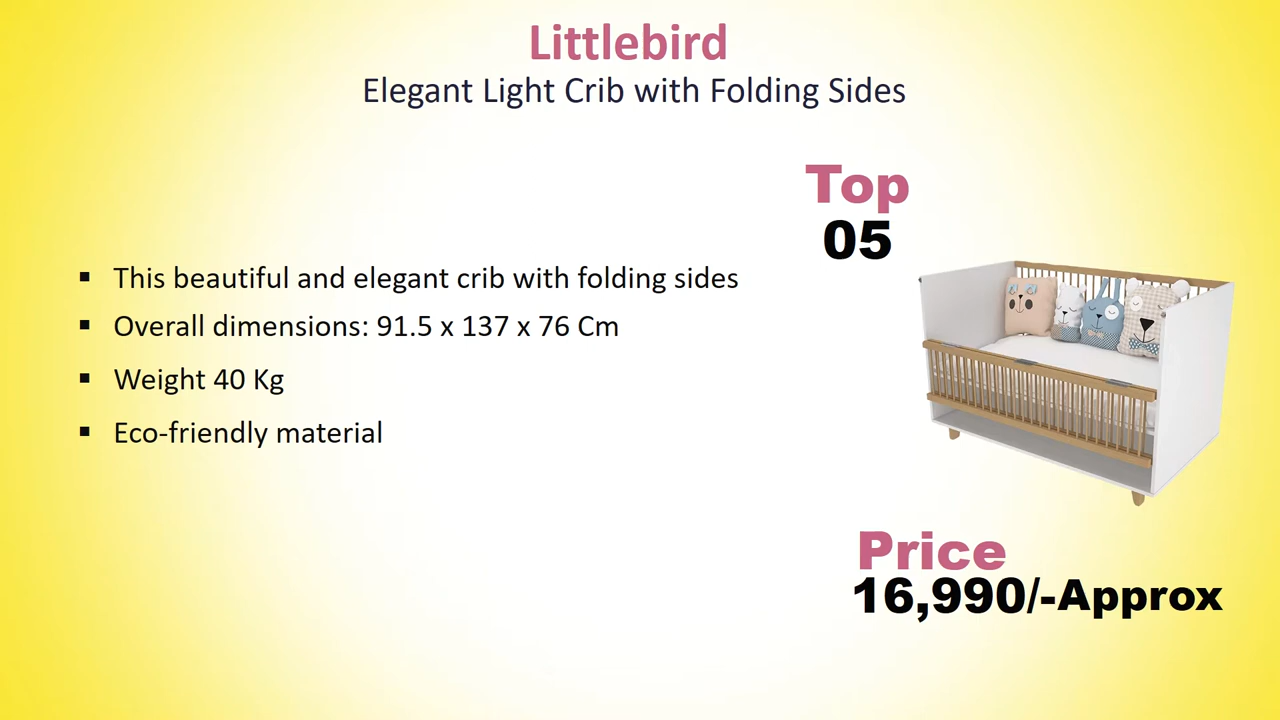 Littlebird
Elegant Light Crib with Folding Sides
Top
05
▪ This beautiful and elegant crib with folding sides
▪ Overall dimensions: 91.5 x 137 x 76 Cm
▪ Weight 40 Kg
▪ Eco-friendly material
Price
16,990/-Approx